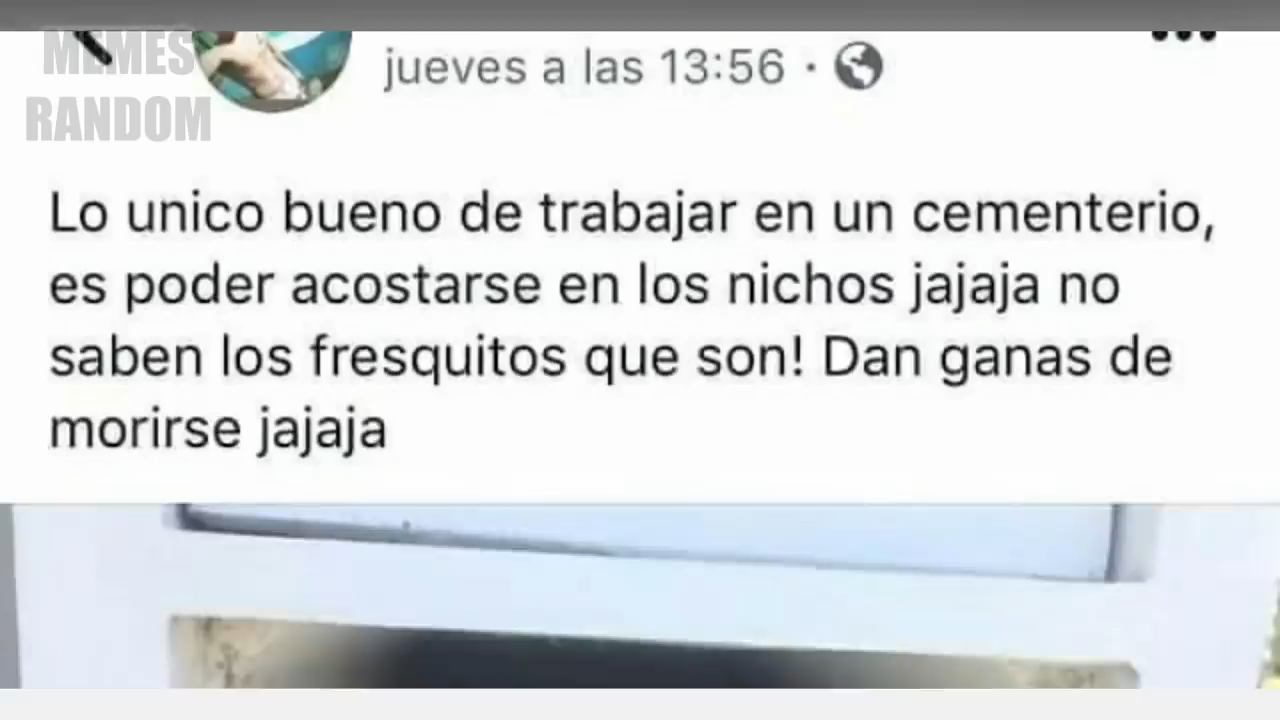 MEMES
RANDOM
jueves a las 13:56 ·
Lo unico bueno de trabajar en un cementerio,
es poder acostarse en los nichos jajaja no
saben los fresquitos que son! Dan ganas de
morirse jajaja